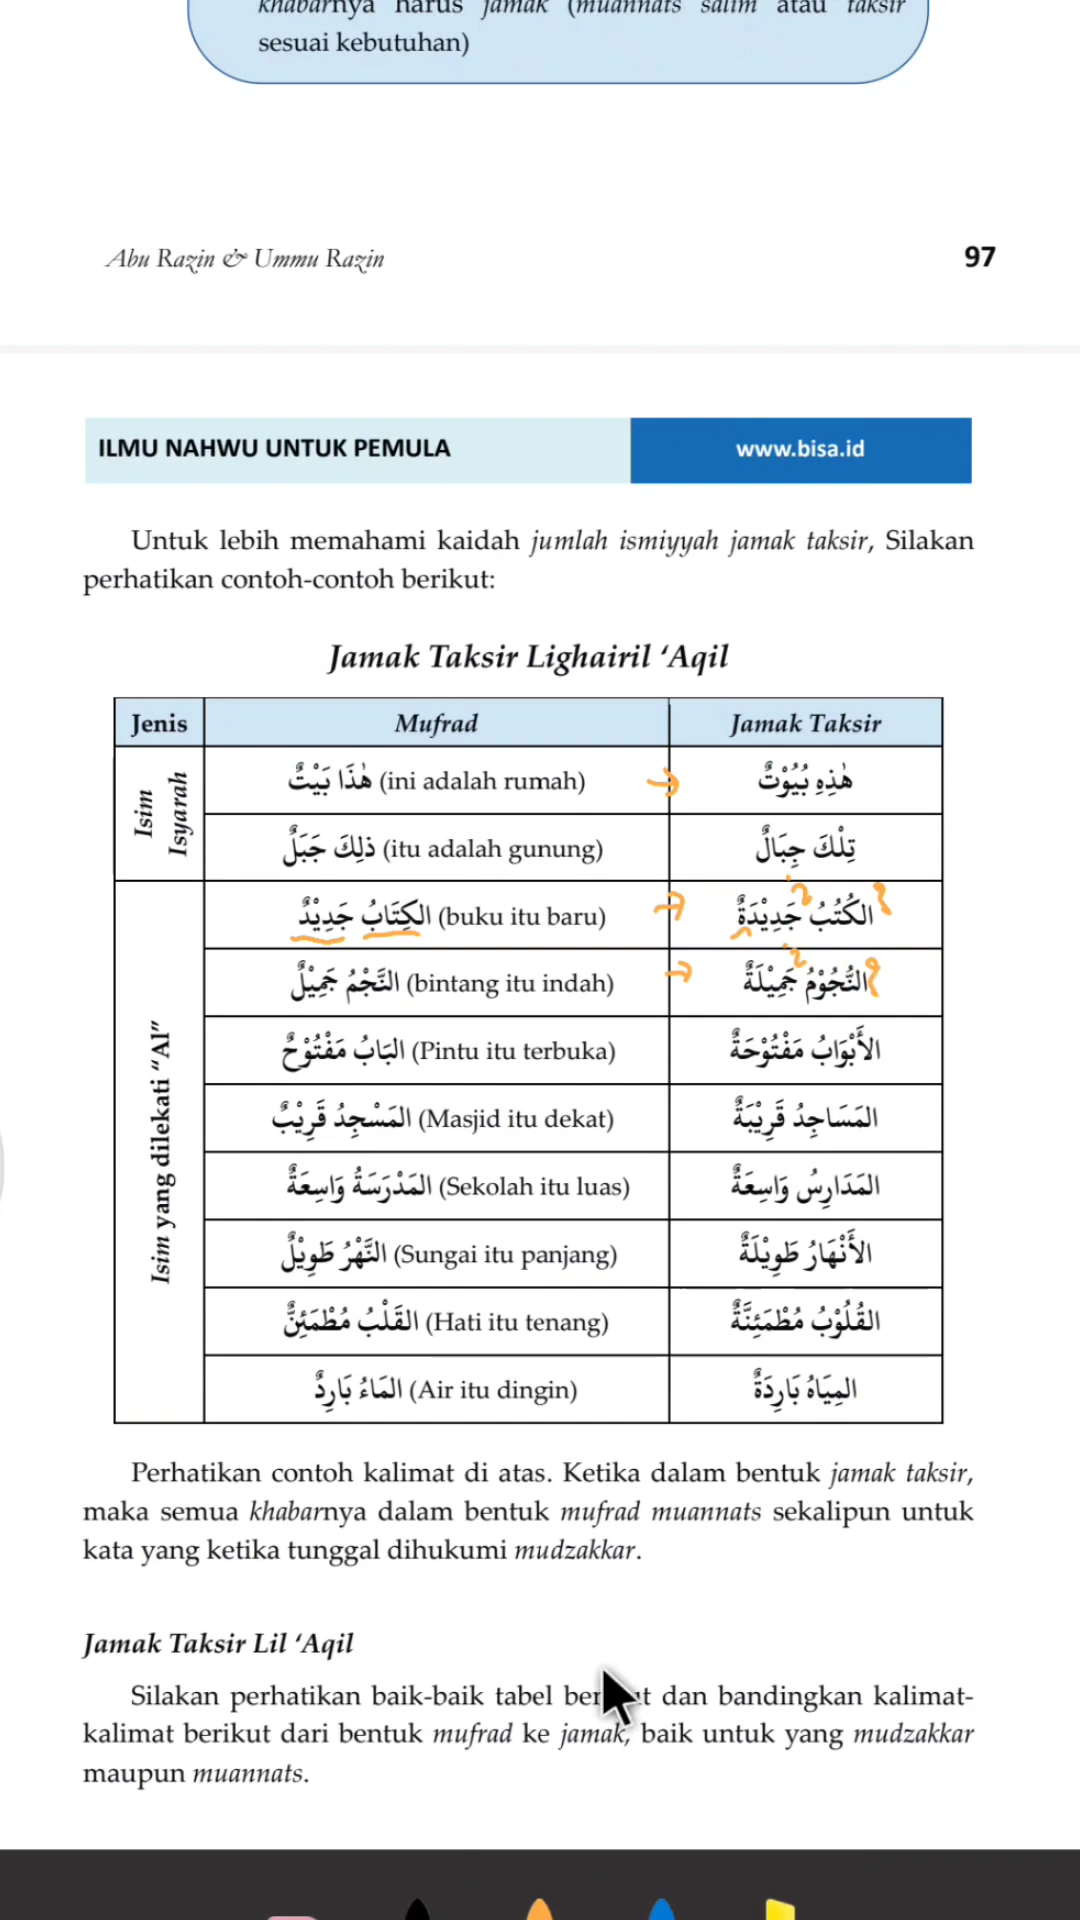 khabarnya harus jamak (muannats salim atau taksir
sesuai kebutuhan)
Abu Razin & Ummu Razin 97
ILMU NAHWU UNTUK PEMULA www.bisa.id
Untuk lebih memahami kaidah jumlah ismiyyah jamak taksir, Silakan
perhatikan contoh-contoh berikut:
Jamak Taksir Lighairil ‘Aqil
Jenis Mufrad Jamak Taksir
Isim Isyarah
هٰذَا بَيْتٌ (ini adalah rumah) هٰذِهِ بُيُوْتٌ
ذٰلِكَ جَبَلٌ (itu adalah gunung) تِلْكَ جِبَالٌ
Isim yang dilekati “Al”
الكِتَابُ جَدِيْدٌ (buku itu baru) الكُتُبُ جَدِيْدَةٌ
النَّجْمُ جَمِيْلٌ (bintang itu indah) النُّجُوْمُ جَمِيْلَةٌ
البَابُ مَفْتُوْحٌ (Pintu itu terbuka) الأَبْوَابُ مَفْتُوْحَةٌ
المَسْجِدُ قَرِيْبٌ (Masjid itu dekat) المَسَاجِدُ قَرِيْبَةٌ
المَدْرَسَةُ وَاسِعَةٌ (Sekolah itu luas) المَدَارِسُ وَاسِعَةٌ
النَّهْرُ طَوِيْلٌ (Sungai itu panjang) الأَنْهَارُ طَوِيْلَةٌ
القَلْبُ مُطْمَئِنٌّ (Hati itu tenang) القُلُوْبُ مُطْمَئِنَّةٌ
المَاءُ بَارِدٌ (Air itu dingin) المِيَاهُ بَارِدَةٌ
Perhatikan contoh kalimat di atas. Ketika dalam bentuk jamak taksir,
maka semua khabarnya dalam bentuk mufrad muannats sekalipun untuk
kata yang ketika tunggal dihukumi mudzakkar.
Jamak Taksir Lil ‘Aqil
Silakan perhatikan baik-baik tabel dan bandingkan kalimat-
kalimat berikut dari bentuk mufrad ke jamak, baik untuk yang mudzakkar
maupun muannats.